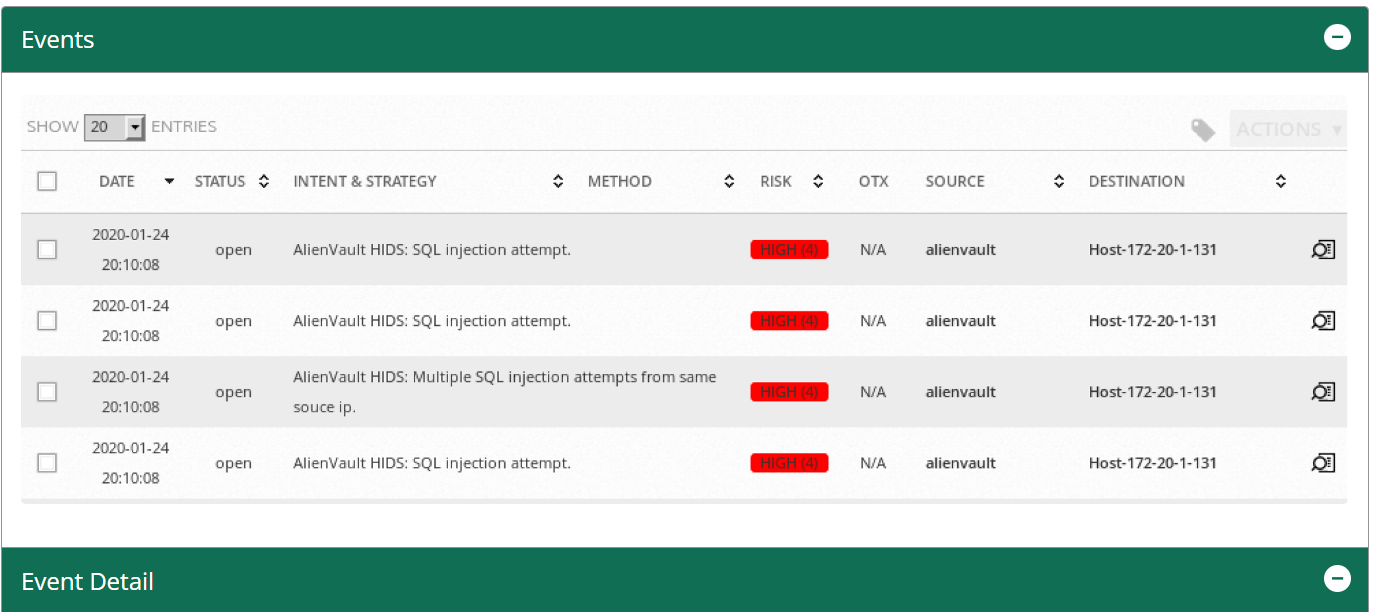 Events
SHOW 20 ENTRIES
ACTIONS
DATE STATUS INTENT & STRATEGY METHOD RISK OTX SOURCE DESTINATION
2020-01-24
20:10:08
open AlienVault HIDS: SQL injection attempt. HIGH (4) N/A alienvault Host-172-20-1-131
2020-01-24
20:10:08
open AlienVault HIDS: SQL injection attempt. HIGH (4) N/A alienvault Host-172-20-1-131
2020-01-24
20:10:08
open AlienVault HIDS: Multiple SQL injection attempts from same
souce ip. HIGH (4) N/A alienvault Host-172-20-1-131
2020-01-24
20:10:08
open AlienVault HIDS: SQL injection attempt. HIGH (4) N/A alienvault Host-172-20-1-131
Event Detail